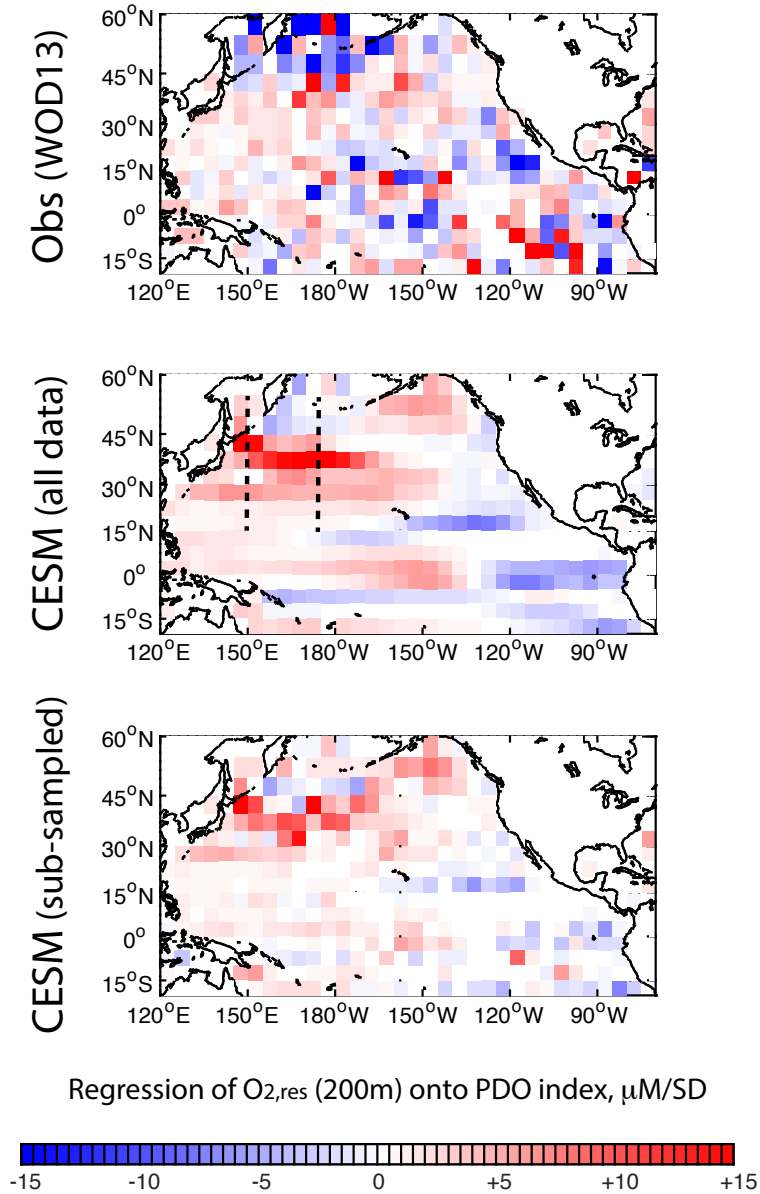 Obs (WOD13)
60°N
45°N
30°N
15°N
0°
15°S
120°E 150°E 180°W 150°W 120°W 90°W
CESM (all data)
60°N
45°N
30°N
15°N
0°
15°S
120°E 150°E 180°W 150°W 120°W 90°W
CESM (sub-sampled)
60°N
45°N
30°N
15°N
0°
15°S
120°E 150°E 180°W 150°W 120°W 90°W
Regression of O2,res (200m) onto PDO index, µM/SD
-15 -10 -5 0 +5 +10 +15